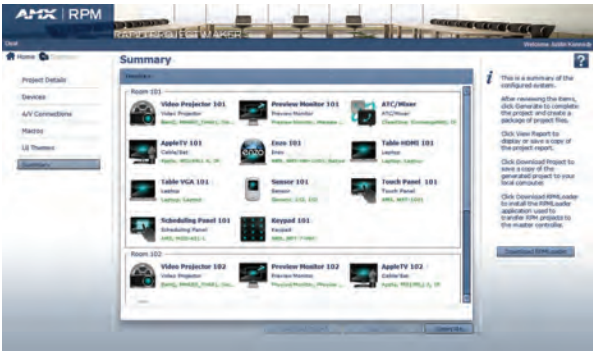 AMX | RPM
RAPID PROJECT MAKER
Welcome
Home
Summary
?
Project Details
Devices
A/V Connections
Macros
UI Themes
Summary
Room 101
Video Projector 101
Video Projector
Preview Monitor 101
Preview Monitor
ATC/Mixer
ATC/Mixer
AppleTV 101
Cable/Sat
Enzo 101
Enzo
Table HDMI 101
Laptop
Laptop, Laptop
Table VGA 101
Laptop
Laptop, Laptop
Sensor 101
Sensor
Touch Panel 101
Touch Panel
Scheduling Panel 101
Scheduling Panel
Keypad 101
Keypad
Room 102
Video Projector 102
Video Projector
Preview Monitor 102
Preview Monitor
AppleTV 102
Cable/Sat
i This is a summary of the
configured system.
After reviewing the items,
click Generate to complete
the project and create a
package of project files.
Click View Report to
display or save a copy of
the project report.
Click Download Project to
save a copy of the
generated project to your
local computer.
Click Download RPMLoader
to install the RPMLoader
application used to
transfer RPM projects to
the master controller.
Download RPMLoader